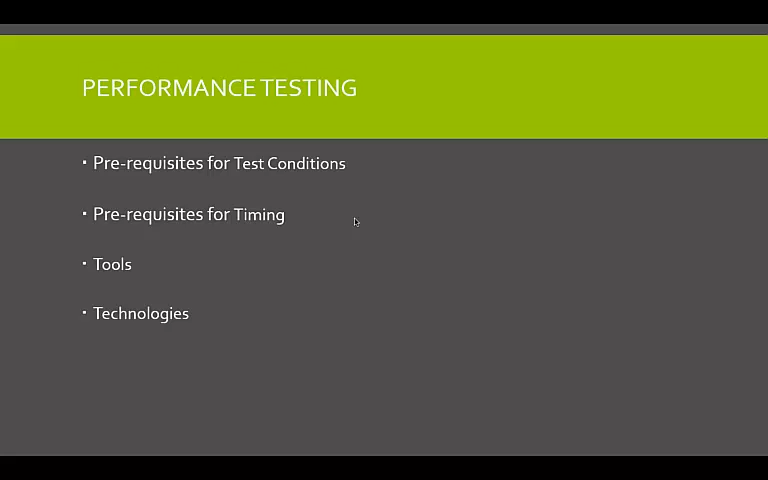 PERFORMANCE TESTING
▪ Pre-requisites for Test Conditions
▪ Pre-requisites for Timing
▪ Tools
▪ Technologies